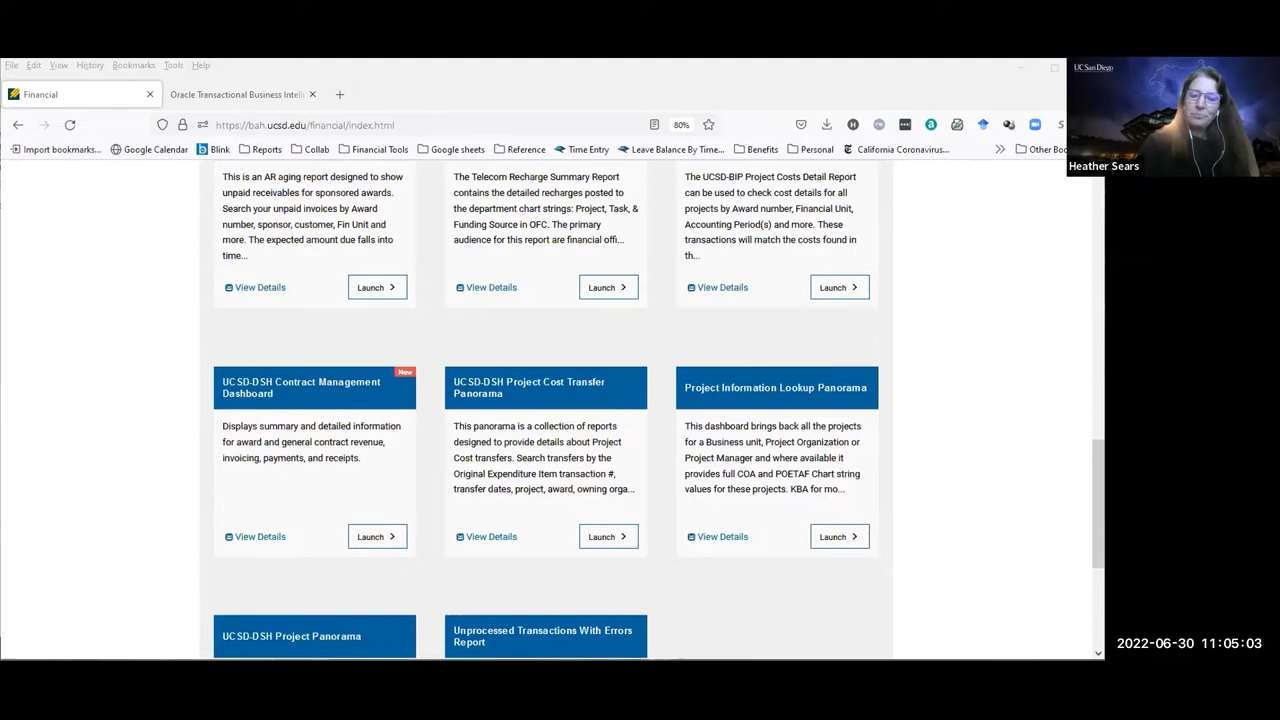 File Edit View History Bookmarks Tools Help
Financial
Oracle Transactional Business Intelli
https://bah.ucsd.edu/financial/index.html
80%
Import bookmarks...
Google Calendar
Blink
Reports
Collab
Financial Tools
Google sheets
Reference
Time Entry
Leave Balance By Time...
Benefits
Personal
California Coronavirus...
Other Boo
UC San Diego
Heather Sears
This is an AR aging report designed to show
unpaid receivables for sponsored awards.
Search your unpaid invoices by Award
number, sponsor, customer, Fin Unit and
more. The expected amount due falls into
time...
View Details
Launch
The Telecom Recharge Summary Report
contains the detailed recharges posted to
the department chart strings: Project, Task, &
Funding Source in OFC. The primary
audience for this report are financial offi...
View Details
Launch
The UCSD-BIP Project Costs Detail Report
can be used to check cost details for all
projects by Award number, Financial Unit,
Accounting Period(s) and more. These
transactions will match the costs found in
th...
View Details
Launch
New
UCSD-DSH Contract Management
Dashboard
Displays summary and detailed information
for award and general contract revenue,
invoicing, payments, and receipts.
View Details
Launch
UCSD-DSH Project Cost Transfer
Panorama
This panorama is a collection of reports
designed to provide details about Project
Cost transfers. Search transfers by the
Original Expenditure Item transaction #,
transfer dates, project, award, owning orga...
View Details
Launch
Project Information Lookup Panorama
This dashboard brings back all the projects
for a Business unit, Project Organization or
Project Manager and where available it
provides full COA and POETAF Chart string
values for these projects. KBA for mo...
View Details
Launch
UCSD-DSH Project Panorama
Unprocessed Transactions With Errors
Report
2022-06-30 11:05:03